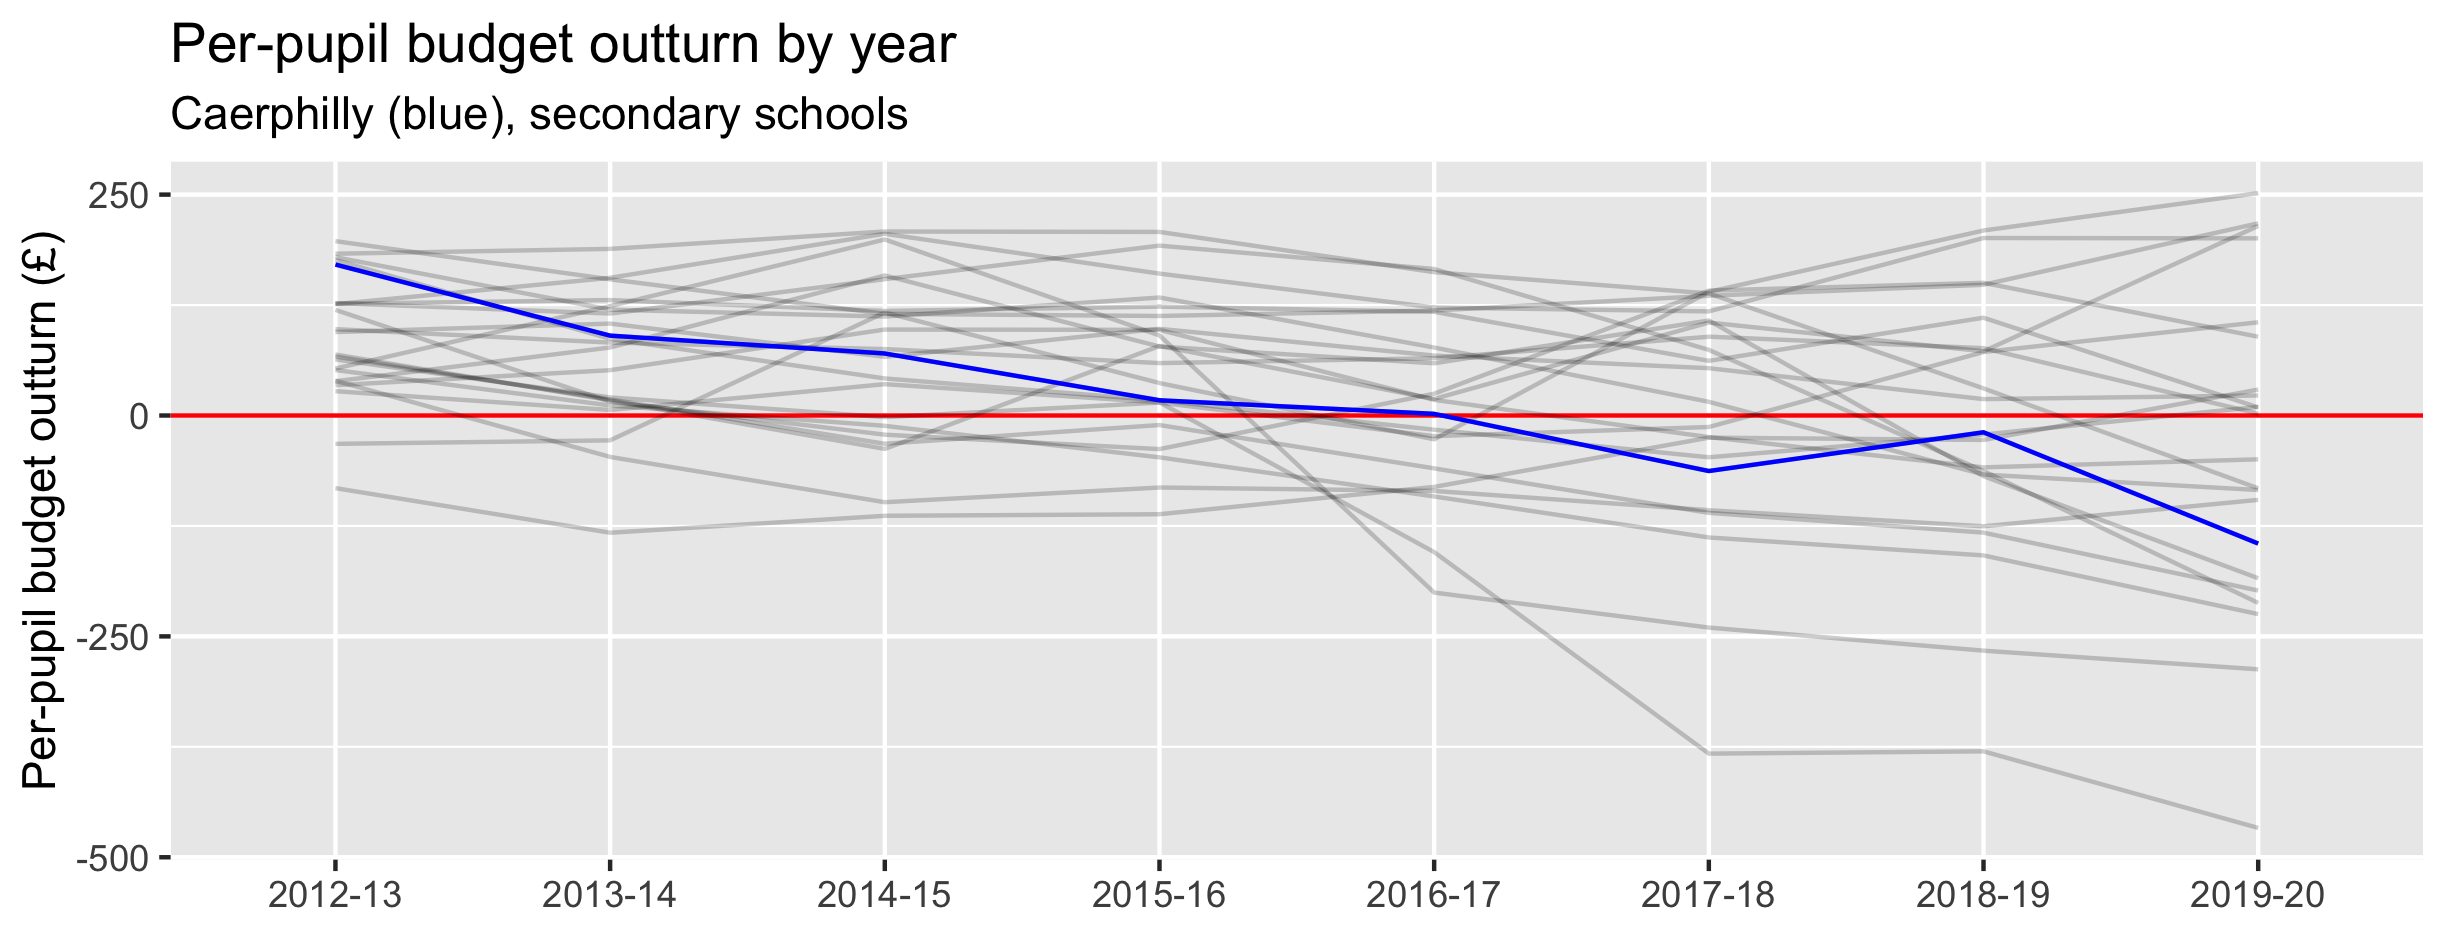 Per-pupil budget outturn by year
Caerphilly (blue), secondary schools
Per-pupil budget outturn (£)
250
0
-250
-500
2012-13 2013-14 2014-15 2015-16 2016-17 2017-18 2018-19 2019-20